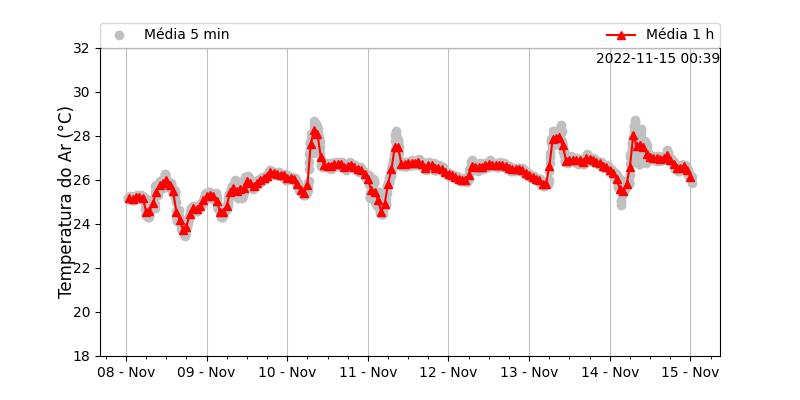 Média 5 min
Média 1 h
2022-11-15 00:39
Temperatura do Ar (°C)
32
30
28
26
24
22
20
18
08 - Nov
09 - Nov
10 - Nov
11 - Nov
12 - Nov
13 - Nov
14 - Nov
15 - Nov